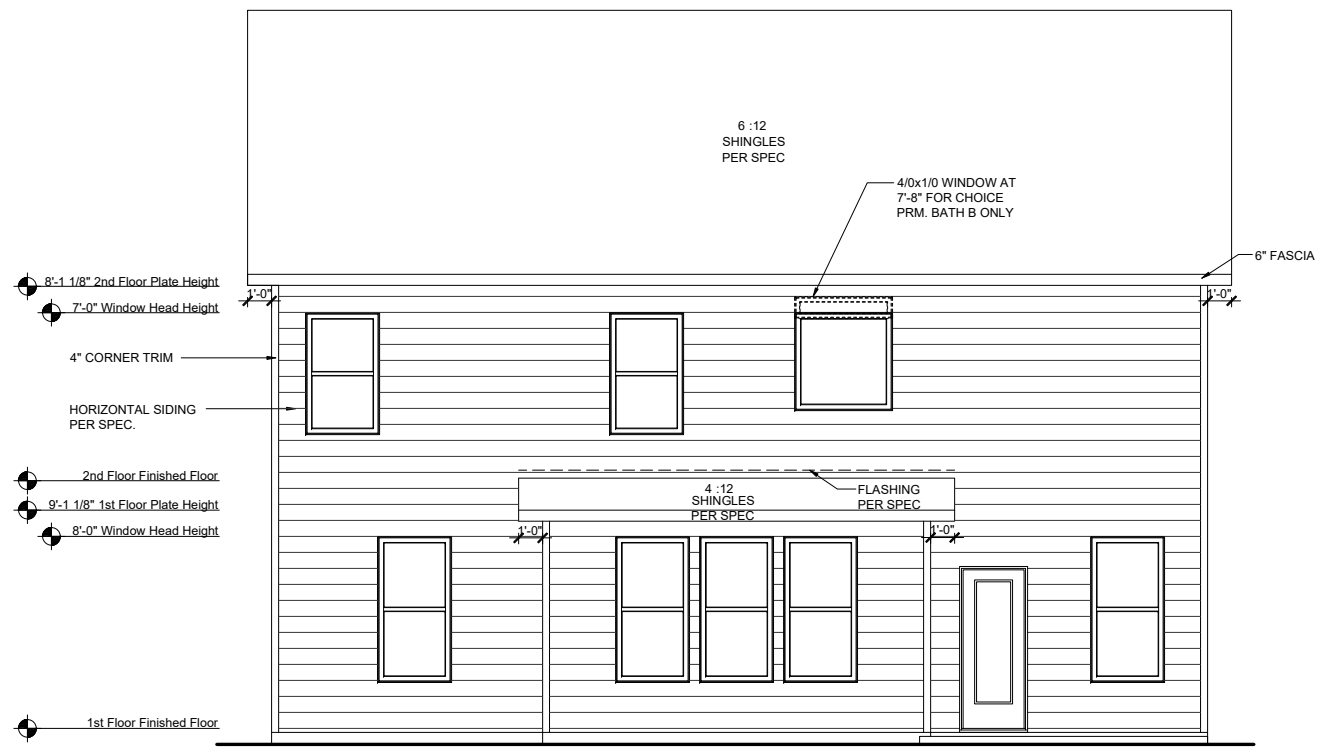 6 :12
SHINGLES
PER SPEC
4/0x1/0 WINDOW AT
7'-8" FOR CHOICE
PRM. BATH B ONLY
6" FASCIA
8'-1 1/8" 2nd Floor Plate Height
1'-0"
1'-0"
7'-0" Window Head Height
4" CORNER TRIM
HORIZONTAL SIDING
PER SPEC.
2nd Floor Finished Floor
4 :12
SHINGLES
PER SPEC
FLASHING
PER SPEC
9'-1 1/8" 1st Floor Plate Height
8'-0" Window Head Height
1'-0"
1'-0"
1st Floor Finished Floor